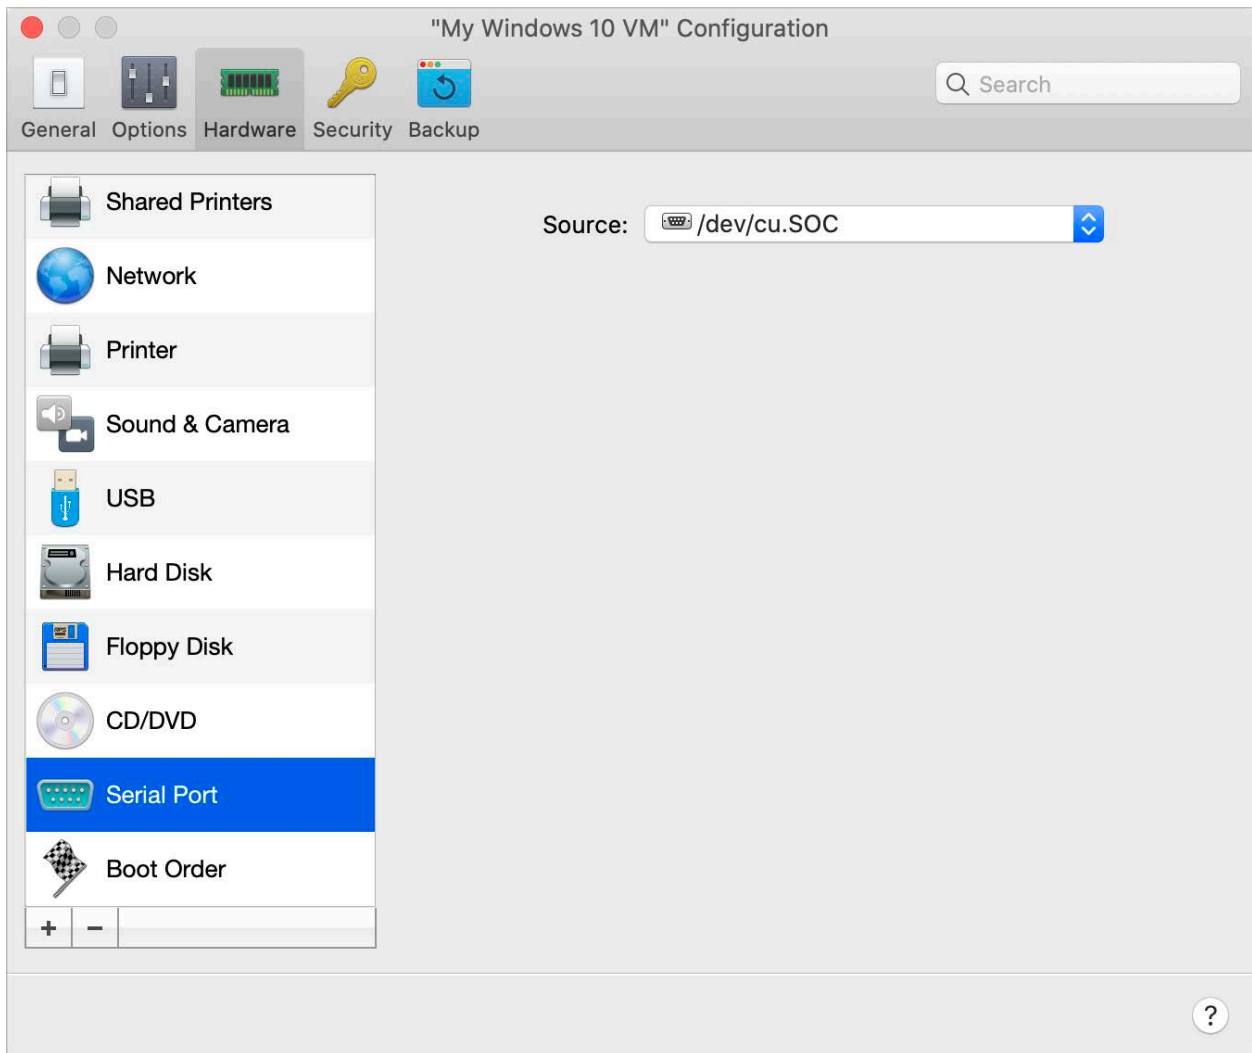 "My Windows 10 VM" Configuration
General Options Hardware Security Backup
Search
Shared Printers
Network
Printer
Sound & Camera
USB
Hard Disk
Floppy Disk
CD/DVD
Serial Port
Boot Order
+ −
Source: /dev/cu.SOC
?